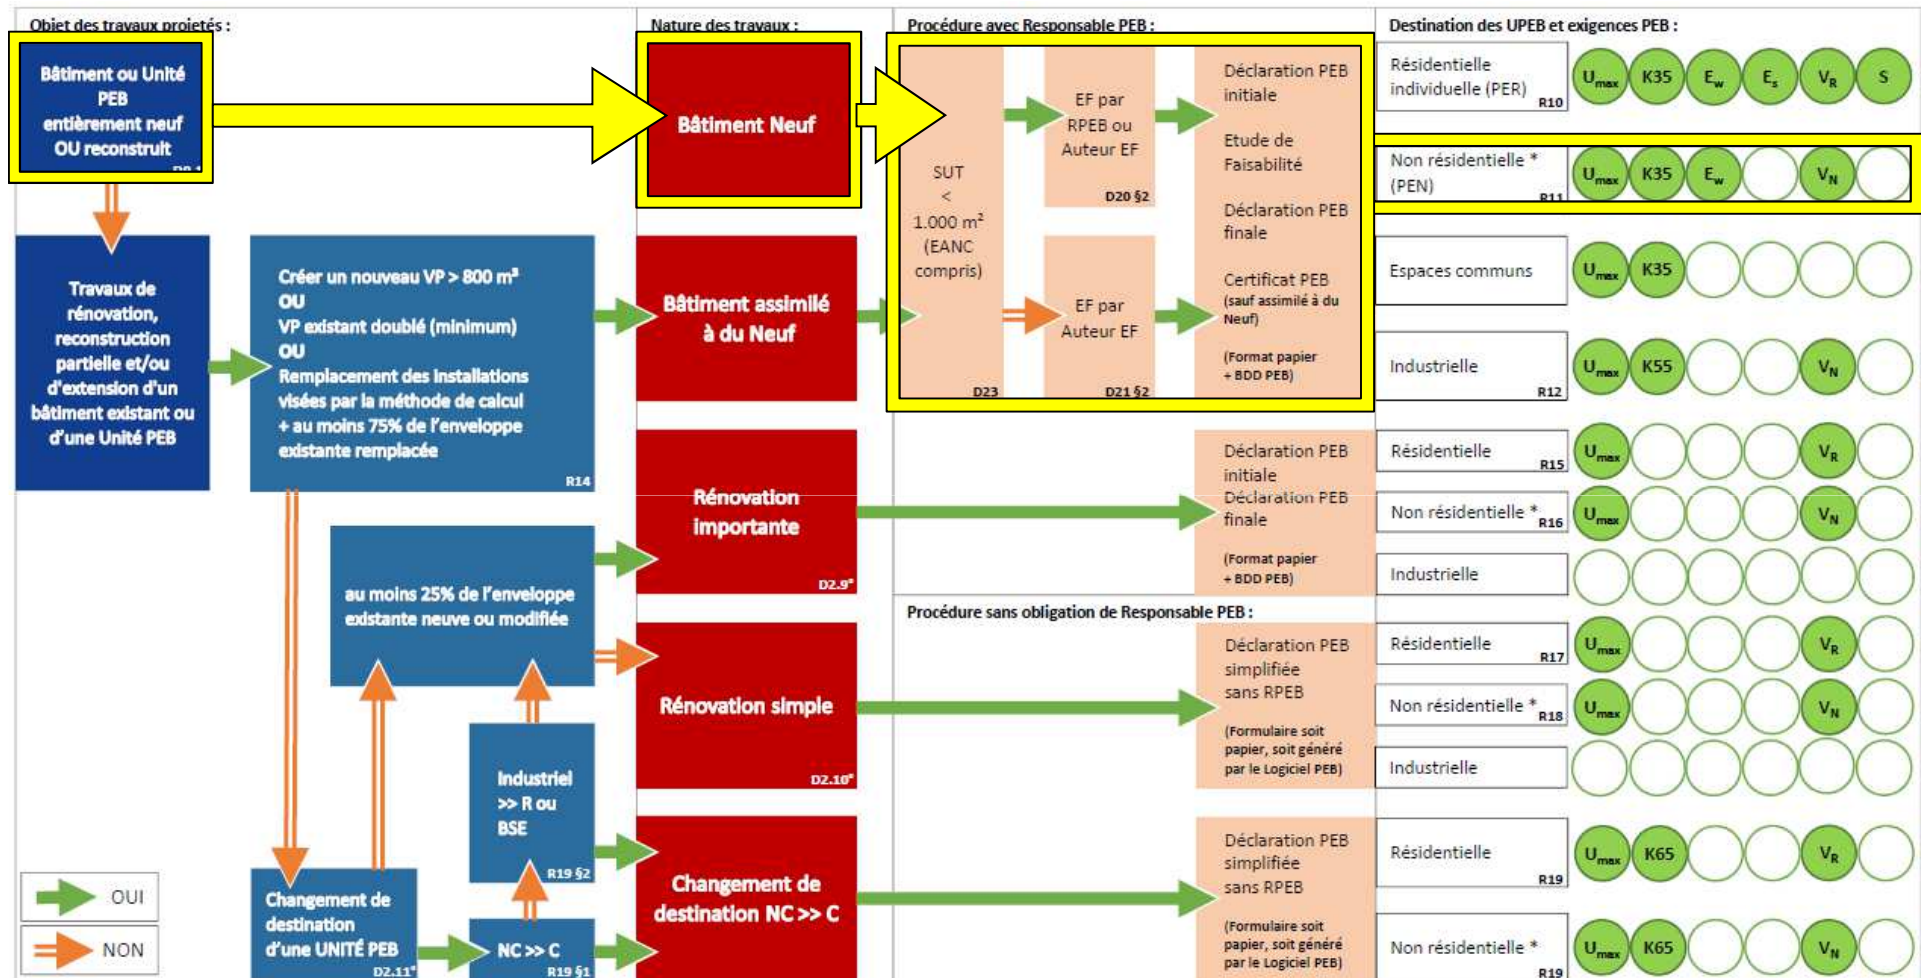 Objet des travaux projetés :
Nature des travaux :
Procédure avec Responsable PEB :
Destination des UPEB et exigences PEB :
Bâtiment ou Unité
PEB
entièrement neuf
OU reconstruit
Bâtiment Neuf
SUT
<
1.000 m²
(EANC
compris)
D23
EF par
RPEB ou
Auteur EF
D20 §2
EF par
Auteur EF
D21 §2
Déclaration PEB
initiale
Etude de
Faisabilité
Déclaration PEB
finale
Certificat PEB
(sauf assimilé à du
Neuf)
(Format papier
+ BDD PEB)
Résidentielle
individuelle (PER)
R10
Umax K35 Ew Es VR S
Non résidentielle *
(PEN)
R11
Umax K35 Ew VN
Espaces communs
Umax K35
Industrielle
R12
Umax K55 VN
Travaux de
rénovation,
reconstruction
partielle et/ou
d'extension d'un
bâtiment existant ou
d'une Unité PEB
Créer un nouveau VP > 800 m³
OU
VP existant doublé (minimum)
OU
Remplacement des installations
visées par la méthode de calcul
+ au moins 75% de l'enveloppe
existante remplacée
R14
Bâtiment assimilé
à du Neuf
au moins 25% de l'enveloppe
existante neuve ou modifiée
Rénovation
importante
D2.9°
Déclaration PEB
initiale
Déclaration PEB
finale
(Format papier
+ BDD PEB)
Résidentielle
R15
Umax VR
Non résidentielle *
R16
Umax VN
Industrielle
Procédure sans obligation de Responsable PEB :
Rénovation simple
D2.10°
Déclaration PEB
simplifiée
sans RPEB
(Formulaire soit
papier, soit généré
par le Logiciel PEB)
Résidentielle
R17
Umax VR
Non résidentielle *
R18
Umax VN
Industrielle
Industriel
>> R ou
BSE
R19 §2
Changement de
destination
d'une UNITÉ PEB
D2.11°
NC >> C
R19 §1
Changement de
destination NC >> C
Déclaration PEB
simplifiée
sans RPEB
(Formulaire soit
papier, soit généré
par le Logiciel PEB)
Résidentielle
R19
Umax K65 VR
Non résidentielle *
R19
Umax K65 VN
OUI
NON